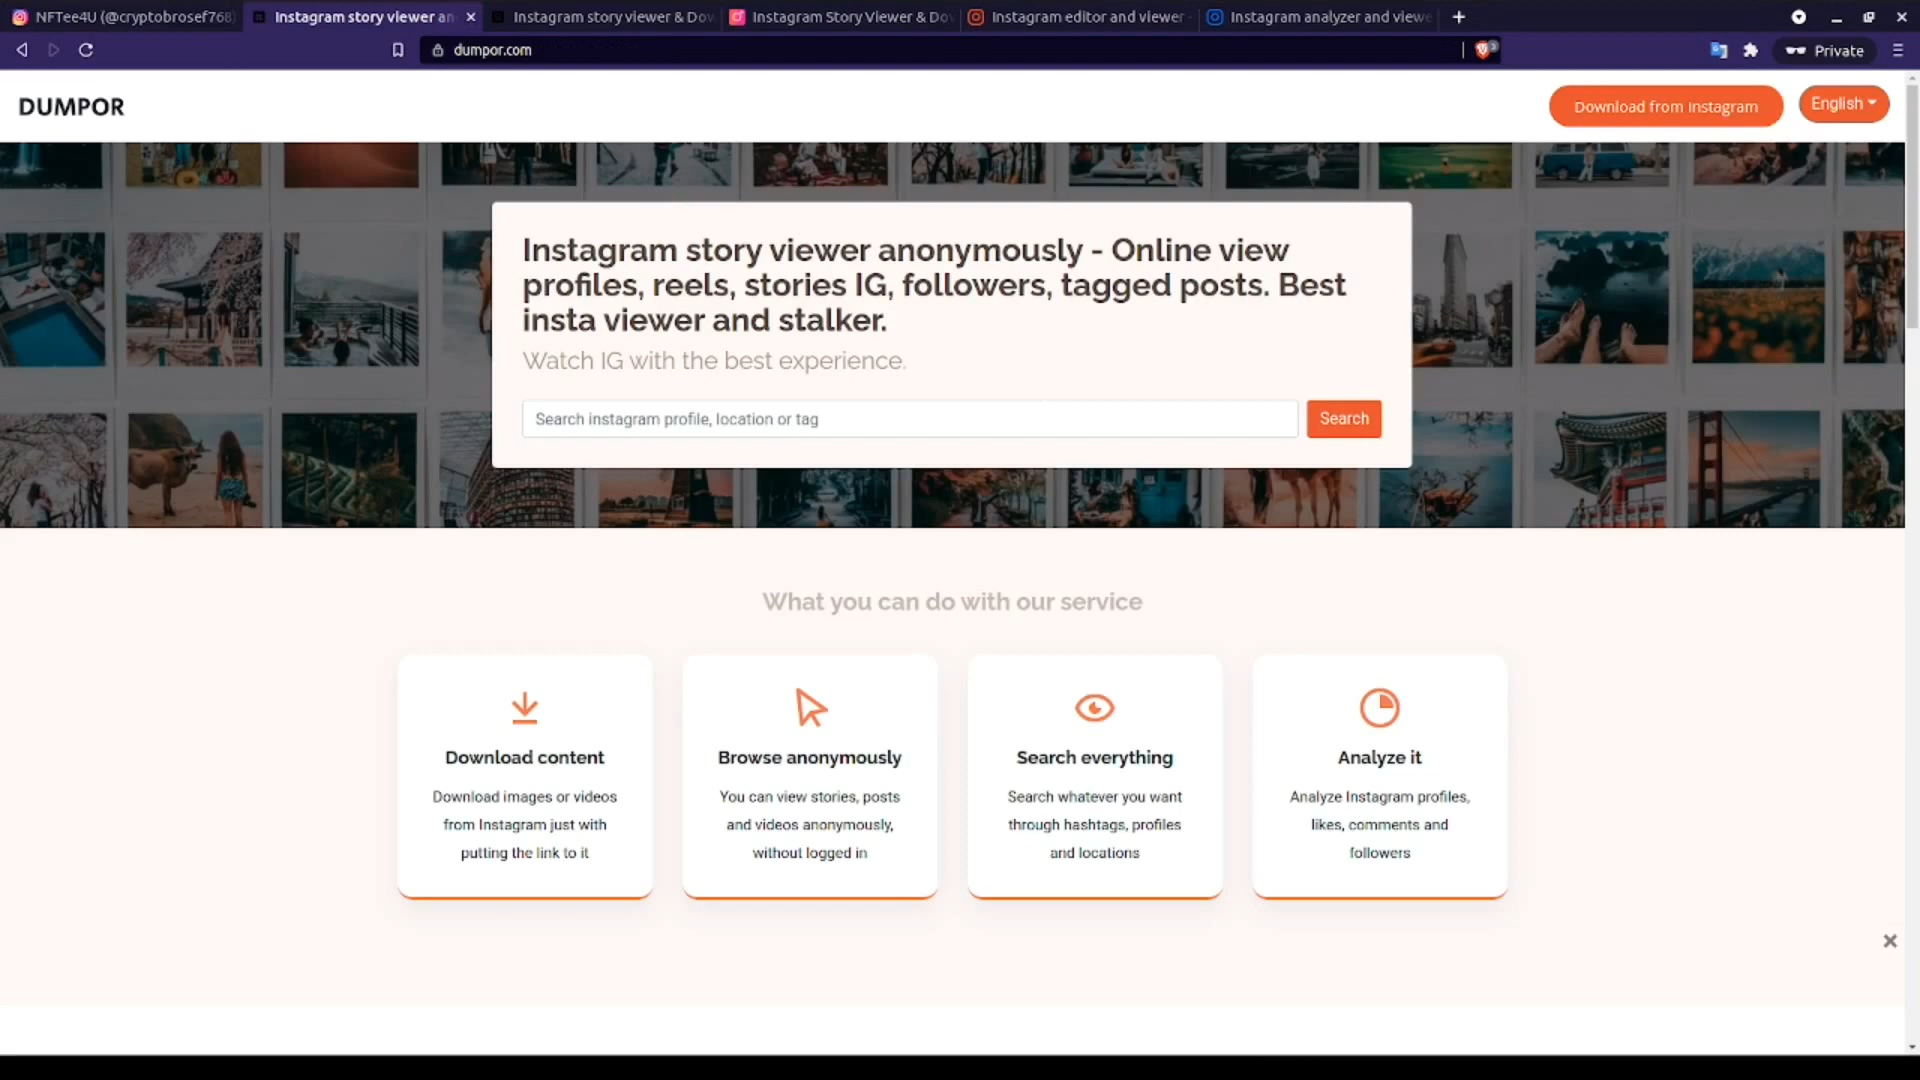 NFTee4U (@cryptobrosef768
Instagram story viewer an
Instagram story viewer & Dow
Instagram Story Viewer & Do
Instagram editor and viewer
Instagram analyzer and viewe
dumpor.com
Private
DUMPOR
Download from Instagram
English
Instagram story viewer anonymously - Online view
profiles, reels, stories IG, followers, tagged posts. Best
insta viewer and stalker.
Watch IG with the best experience.
Search instagram profile, location or tag
Search
What you can do with our service
Download content
Download images or videos
from Instagram just with
putting the link to it
Browse anonymously
You can view stories, posts
and videos anonymously,
without logged in
Search everything
Search whatever you want
through hashtags, profiles
and locations
Analyze it
Analyze Instagram profiles,
likes, comments and
followers